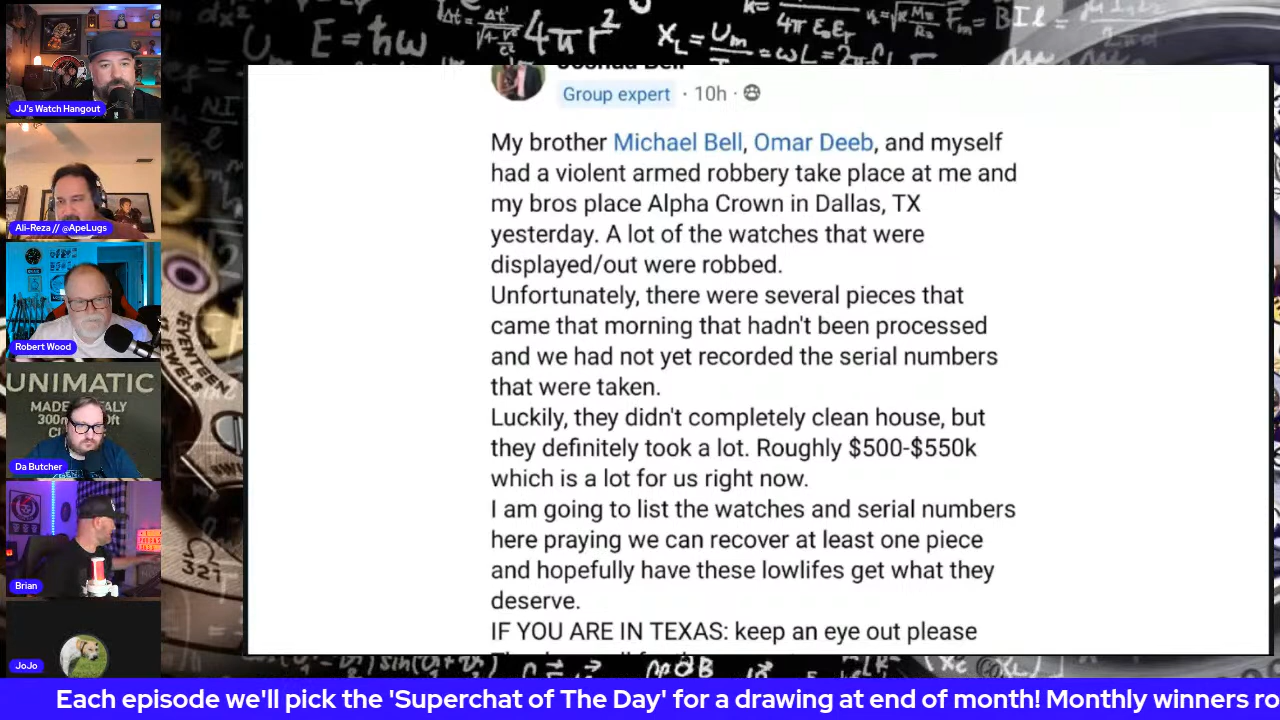 JJ's Watch Hangout
Ali-Reza // @ApeLugs
Robert Wood
UNIMATIC
Da Butcher
Brian
JoJo
E=ħω
4πr²
SEVENTEEN
JEWELS
321
Joshua Bell
Group expert · 10h ·
My brother Michael Bell, Omar Deeb, and myself
had a violent armed robbery take place at me and
my bros place Alpha Crown in Dallas, TX
yesterday. A lot of the watches that were
displayed/out were robbed.
Unfortunately, there were several pieces that
came that morning that hadn't been processed
and we had not yet recorded the serial numbers
that were taken.
Luckily, they didn't completely clean house, but
they definitely took a lot. Roughly $500-$550k
which is a lot for us right now.
I am going to list the watches and serial numbers
here praying we can recover at least one piece
and hopefully have these lowlifes get what they
deserve.
IF YOU ARE IN TEXAS: keep an eye out please
Each episode we'll pick the 'Superchat of The Day' for a drawing at end of month! Monthly winners ro